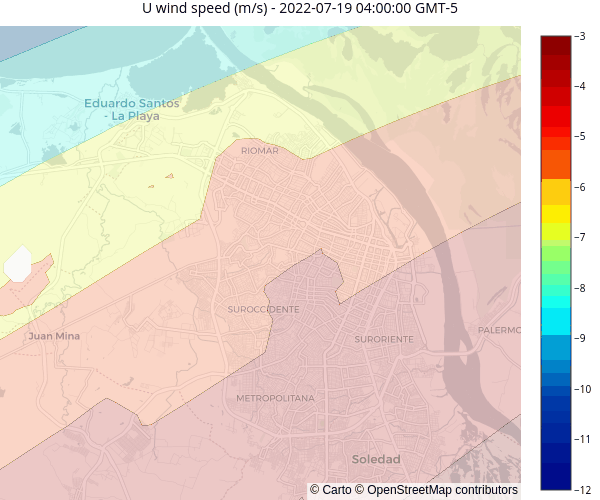 U wind speed (m/s) - 2022-07-19 04:00:00 GMT-5
−3
−4
−5
−6
−7
−8
−9
−10
−11
−12
Eduardo Santos
- La Playa
RIOMAR
SUROCCIDENTE
Juan Mina
SURORIENTE
PALERMO
METROPOLITANA
Soledad
© Carto © OpenStreetMap contributors